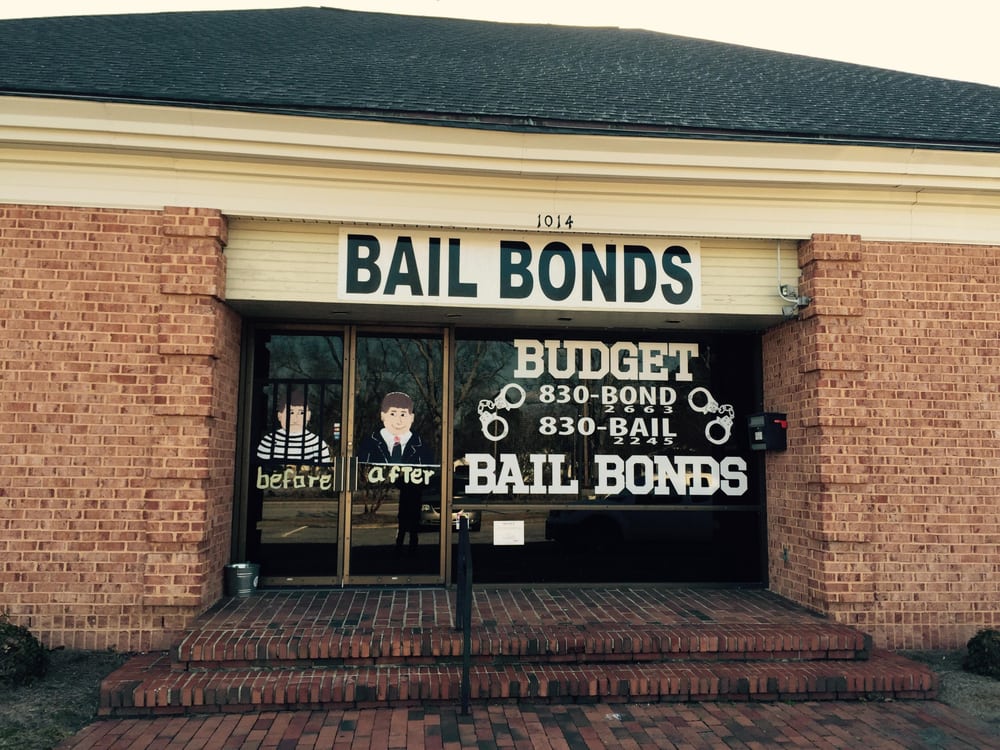 1014
BAIL BONDS
BUDGET
830-BOND
2663
830-BAIL
2245
BAIL BONDS
before
after